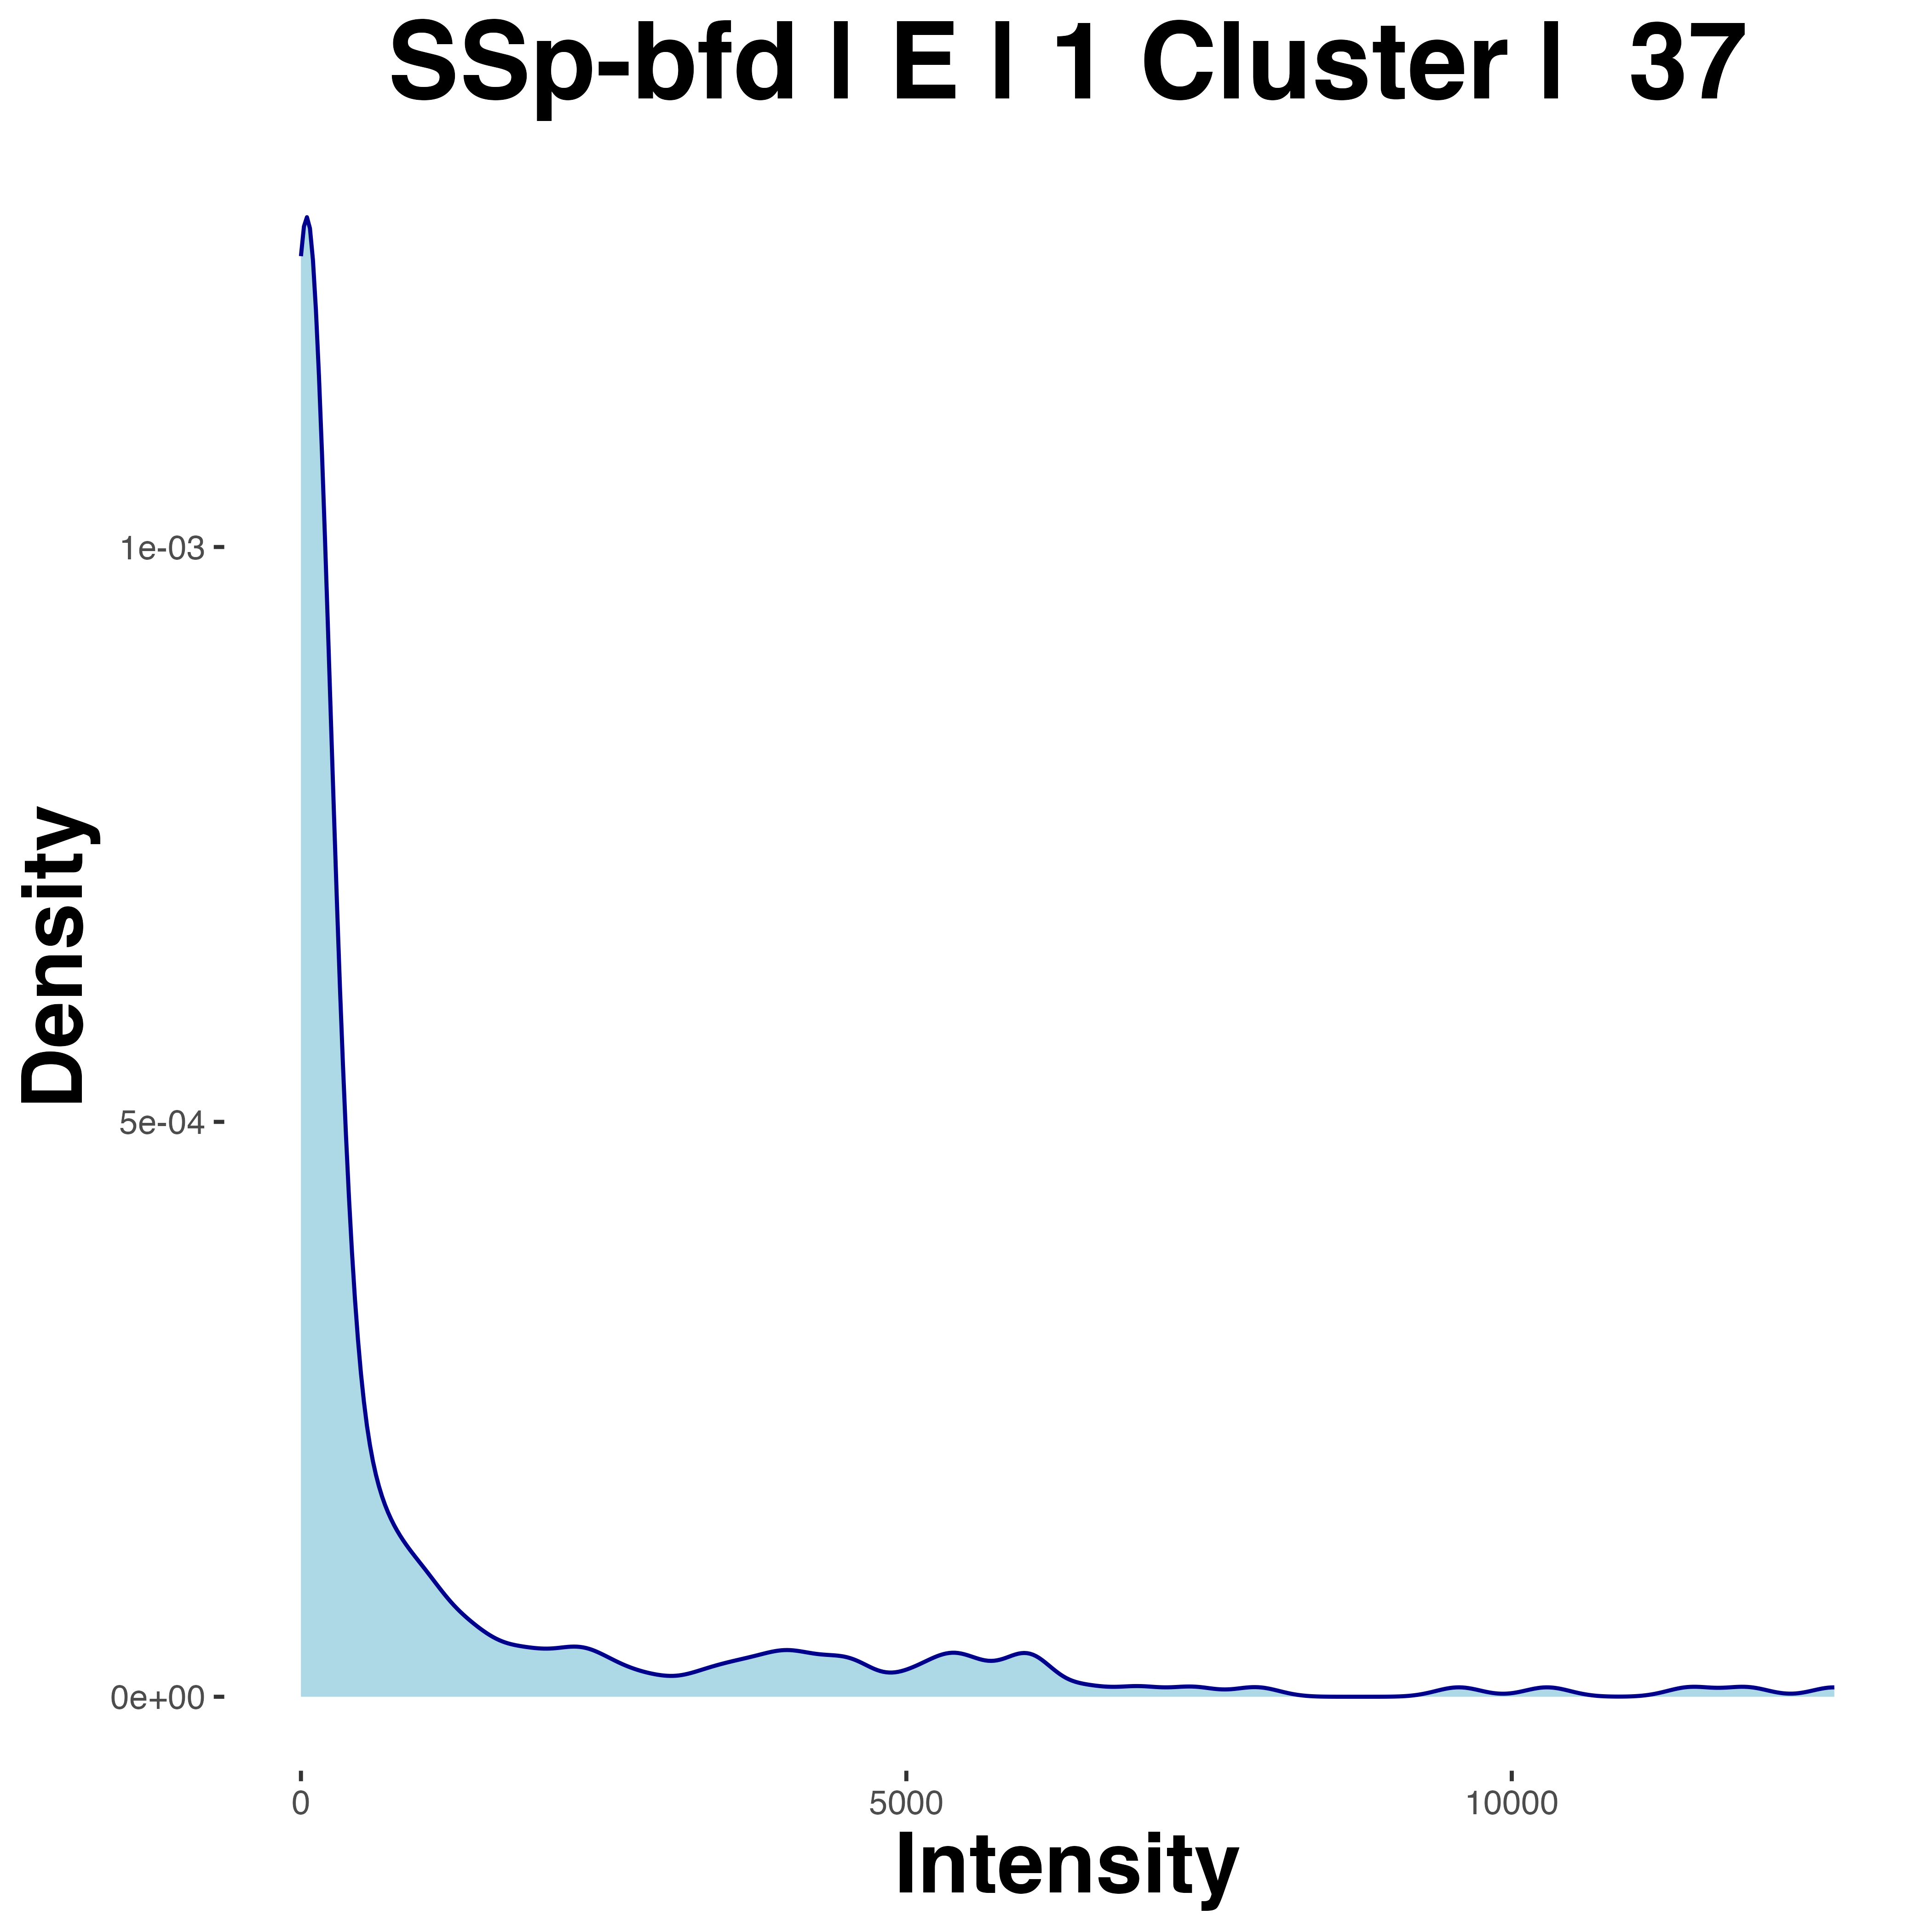 SSp-bfd | E | 1 Cluster | 37
Density
1e-03
5e-04
0e+00
0
5000
10000
Intensity